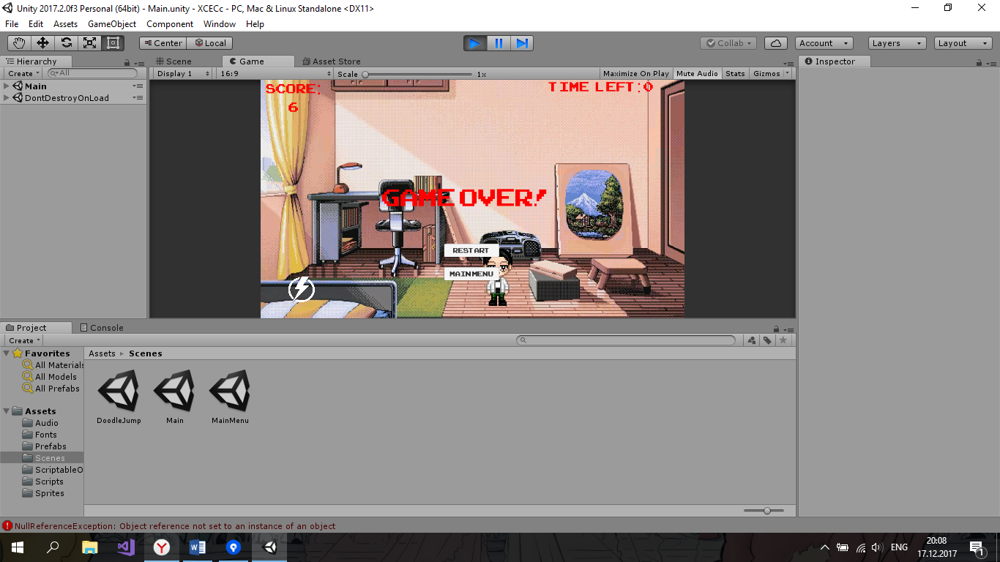 Unity 2017.2.0f3 Personal (64bit) - Main.unity - XCECc - PC, Mac & Linux Standalone <DX11>
File Edit Assets GameObject Component Window Help
Center Local Collab Account Layers Layout
Hierarchy Scene Game Asset Store Inspector
Create All Display 1 16:9 Scale 1x Maximize On Play Mute Audio Stats Gizmos
Main
DontDestroyOnLoad
SCORE:
6
TIME LEFT:0
GAME OVER!
RESTART
MAIN MENU
Project Console
Create
Favorites
All Materials
All Models
All Prefabs
Assets
Audio
Fonts
Prefabs
Scenes
ScriptableO
Scripts
Sprites
Assets Scenes
DoodleJump Main MainMenu
NullReferenceException: Object reference not set to an instance of an object
ENG
20:08
17.12.2017
1